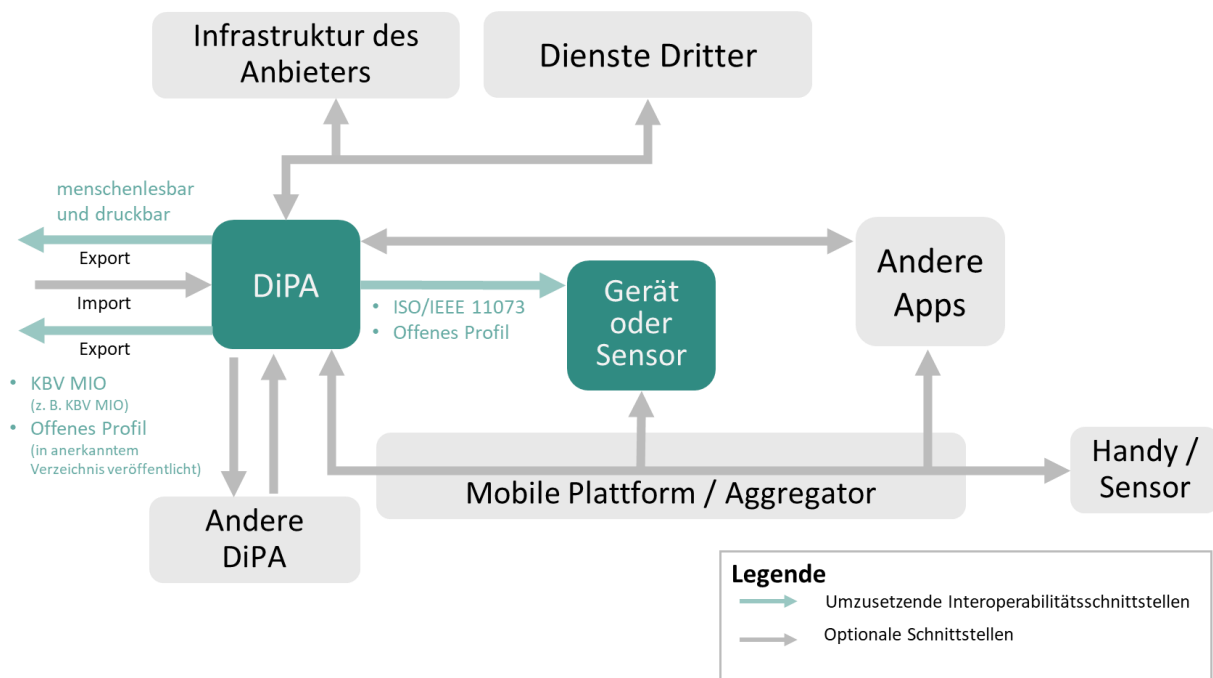 Infrastruktur des
Anbieters
Dienste Dritter
menschenlesbar
und druckbar
Export
Import
Export
DiPA
• ISO/IEEE 11073
• Offenes Profil
Gerät
oder
Sensor
Andere
Apps
• KBV MIO
(z. B. KBV MIO)
• Offenes Profil
(in anerkanntem
Verzeichnis veröffentlicht)
Andere
DiPA
Mobile Plattform / Aggregator
Handy /
Sensor
Legende
Umzusetzende Interoperabilitätsschnittstellen
Optionale Schnittstellen